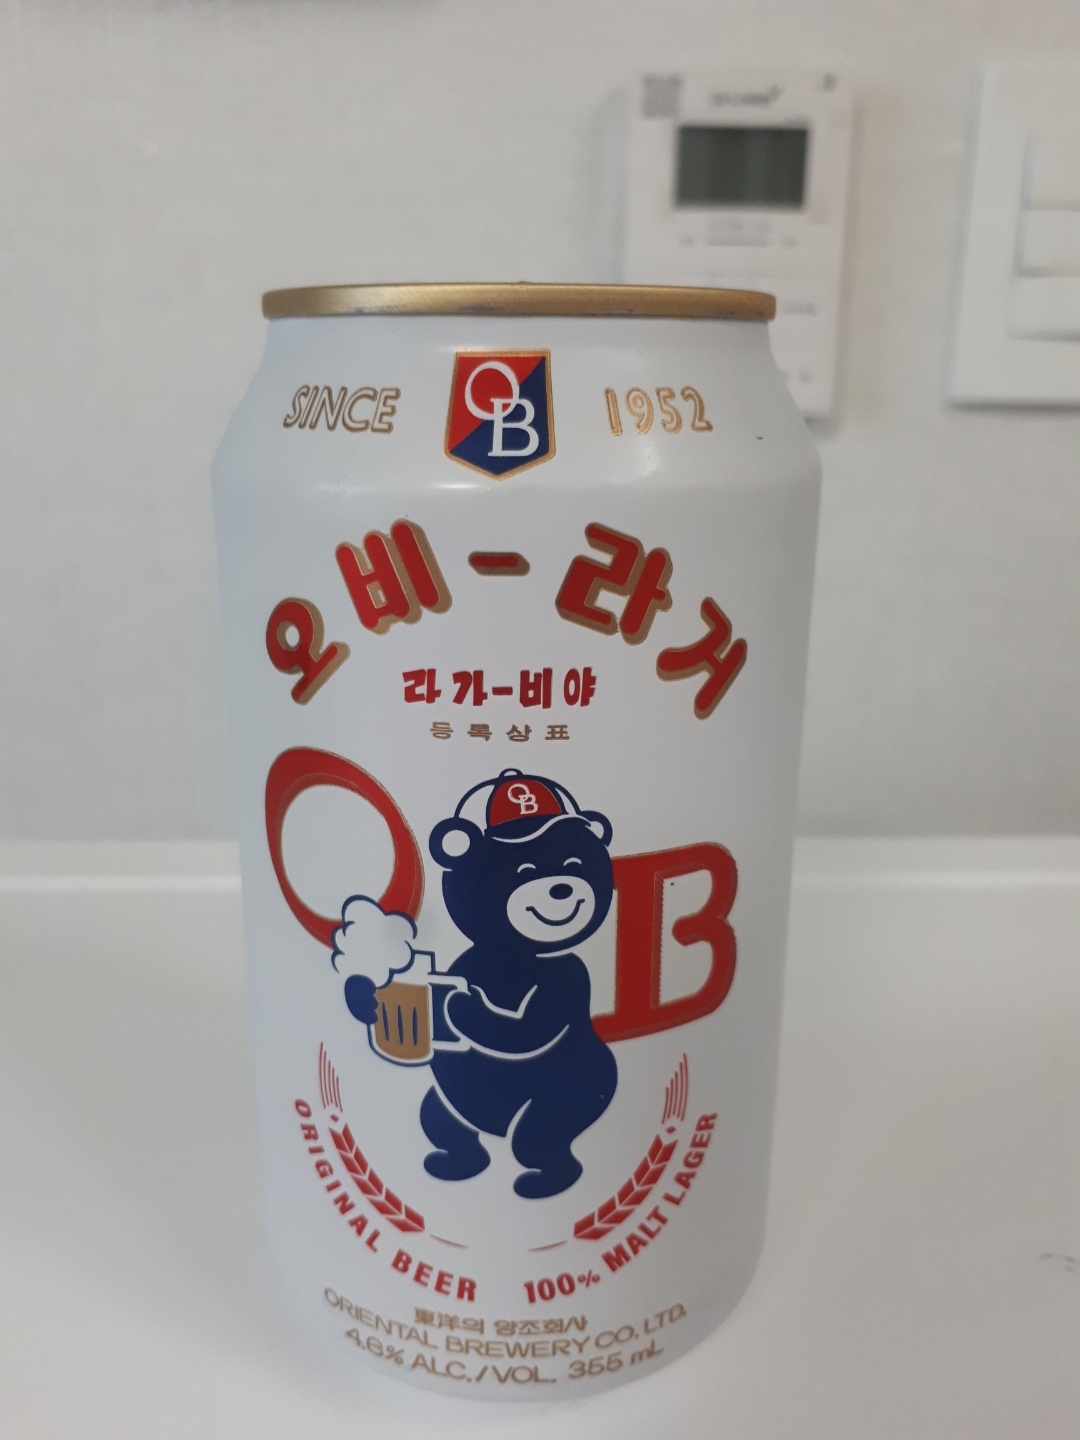 SINCE OB 1952
오비-라거
라가-비야
등록상표
OB
OB
ORIGINAL BEER 100% MALT LAGER
東洋의 양조회사
ORIENTAL BREWERY CO. LTD.
4.6% ALC./VOL. 355 mL